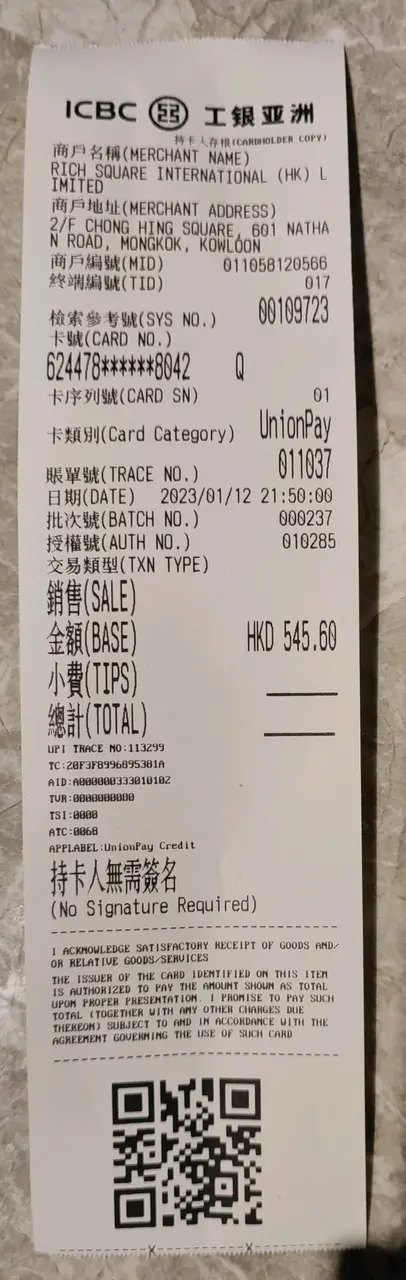 ICBC 工银亚洲
持卡人存根(CARDHOLDER COPY)
商戶名稱(MERCHANT NAME)
RICH SQUARE INTERNATIONAL (HK) L
IMITED
商戶地址(MERCHANT ADDRESS)
2/F CHONG HING SQUARE, 601 NATHA
N ROAD, MONGKOK, KOWLOON
商戶編號(MID) 011058120566
終端編號(TID) 017
檢索參考號(SYS NO.) 00109723
卡號(CARD NO.)
624478******8042 Q
卡序列號(CARD SN) 01
卡類別(Card Category) UnionPay
賬單號(TRACE NO.) 011037
日期(DATE) 2023/01/12 21:50:00
批次號(BATCH NO.) 000237
授權號(AUTH NO.) 010285
交易類型(TXN TYPE)
銷售(SALE)
金額(BASE) HKD 545.60
小費(TIPS)
總計(TOTAL)
UPI TRACE NO:113299
TC:28F3F8996895381A
AID:A000000333010102
TVR:0000000000
TSI:0000
ATC:0068
APPLABEL:UnionPay Credit
持卡人無需簽名
(No Signature Required)
I ACKNOWLEDGE SATISFACTORY RECEIPT OF GOODS AND/
OR RELATIVE GOODS/SERVICES
THE ISSUER OF THE CARD IDENTIFIED ON THIS ITEM
IS AUTHORIZED TO PAY THE AMOUNT SHOWN AS TOTAL
UPON PROPER PRESENTATION. I PROMISE TO PAY SUCH
TOTAL (TOGETHER WITH ANY OTHER CHARGES DUE
THEREON) SUBJECT TO AND IN ACCORDANCE WITH THE
AGREEMENT GOVERNING THE USE OF SUCH CARD